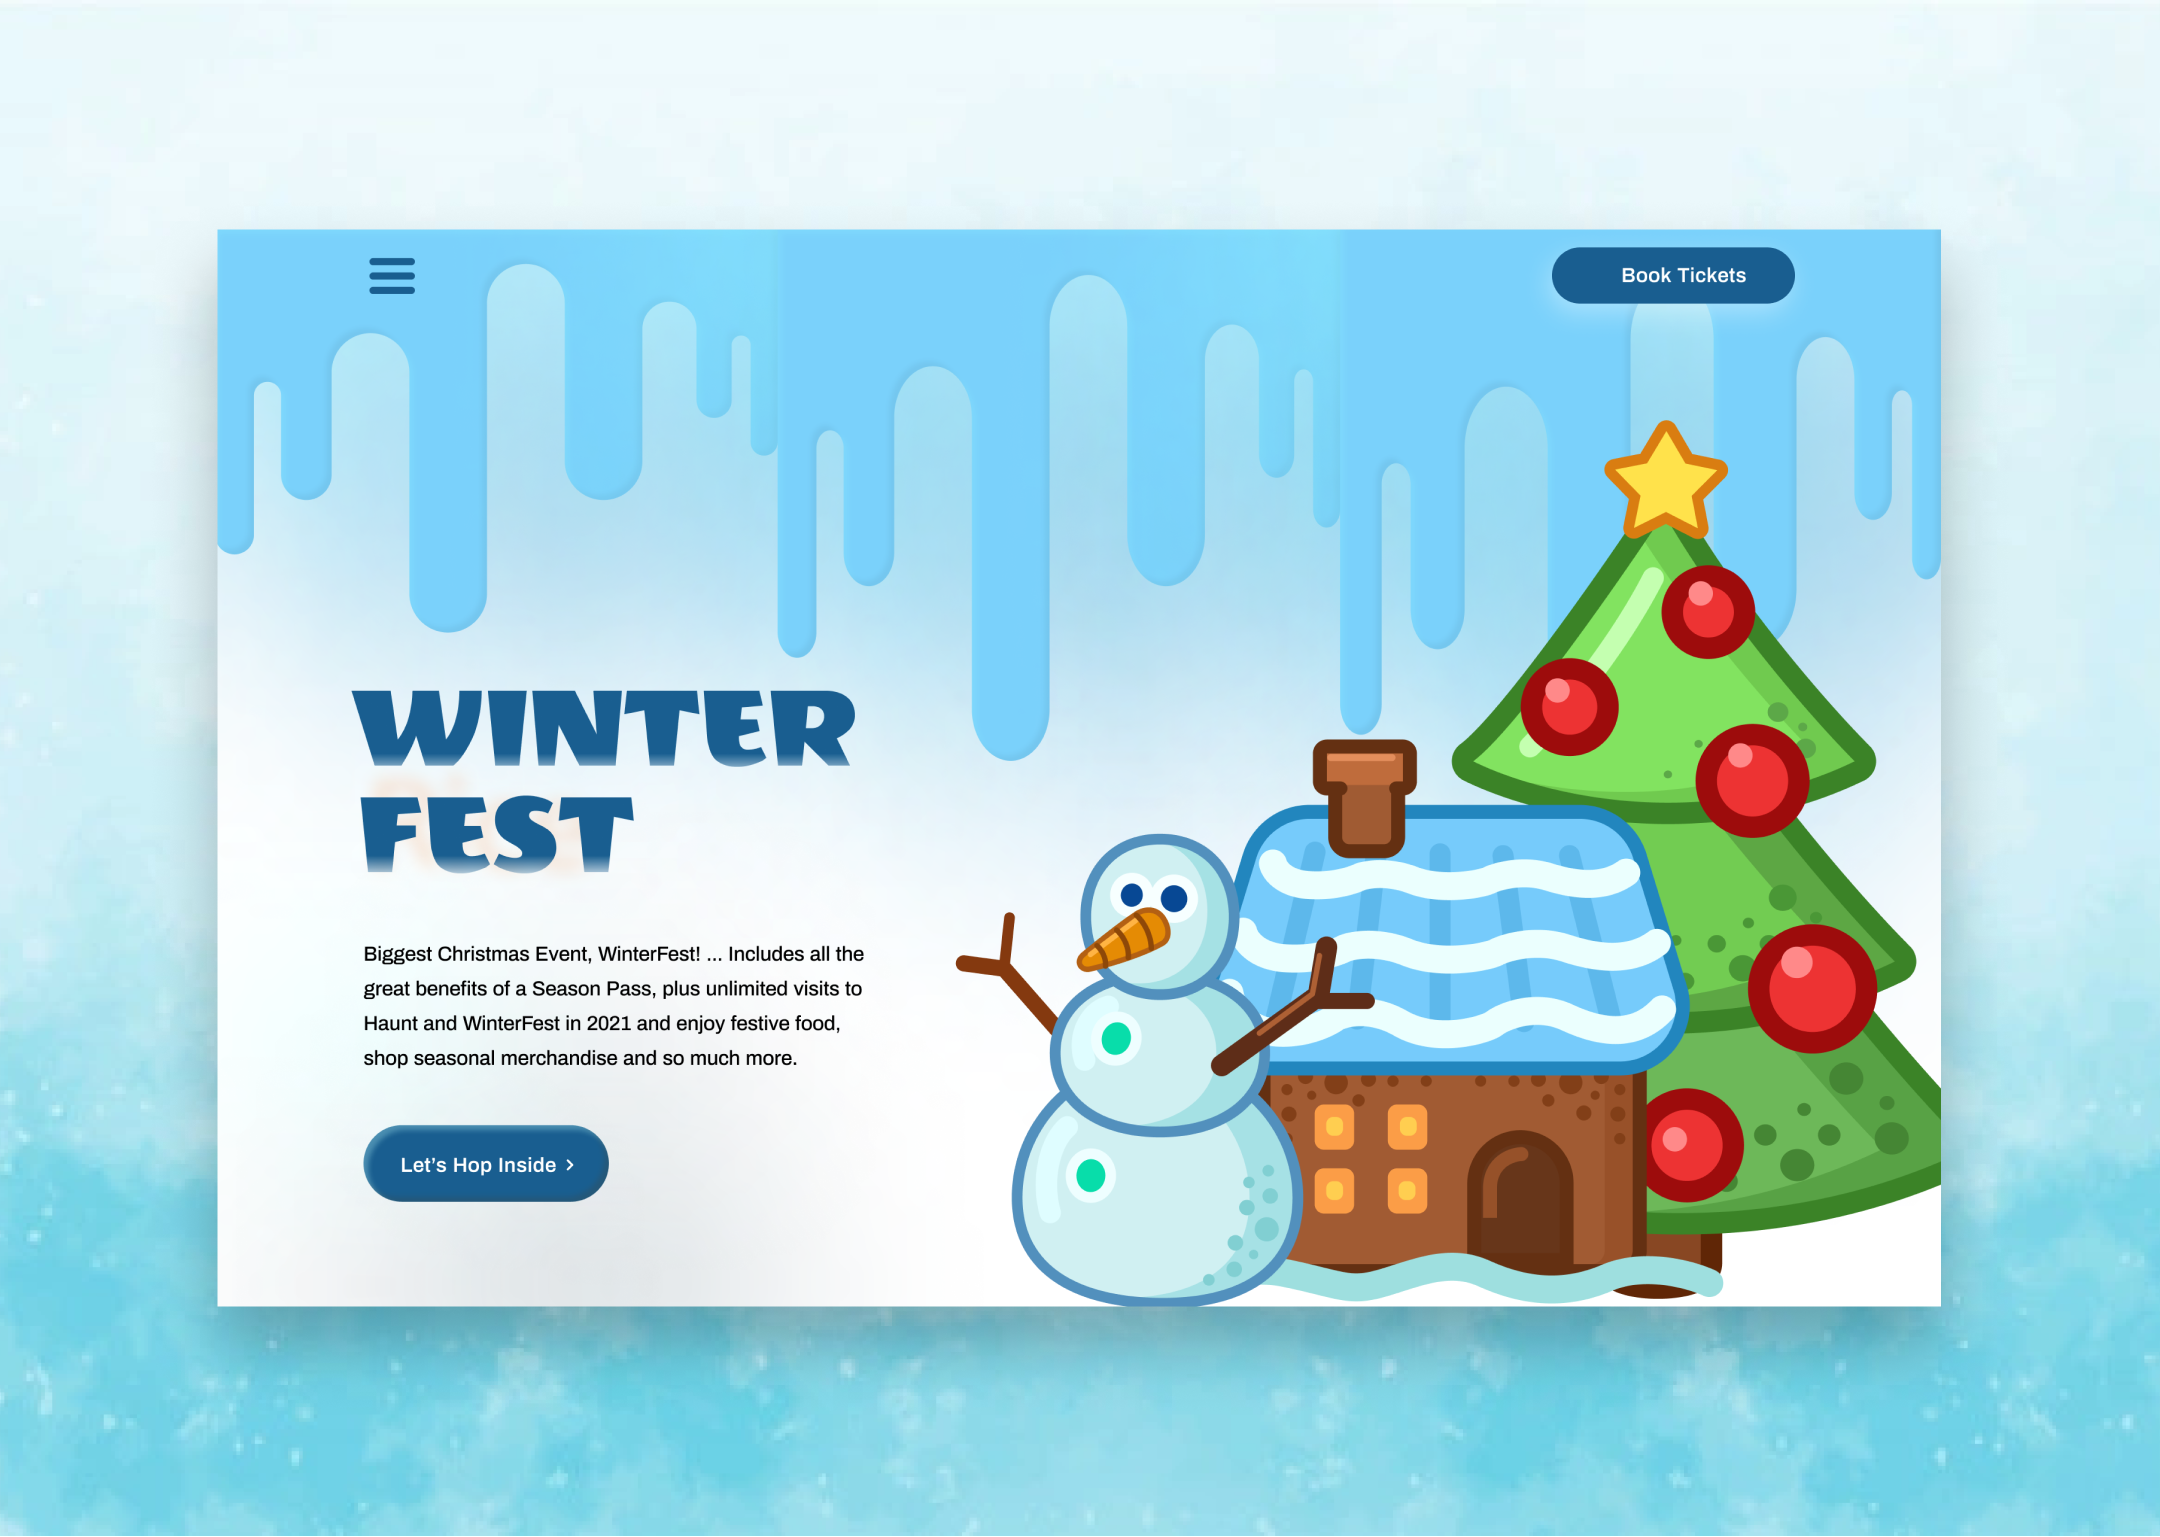 Book Tickets
WINTER
FEST
Biggest Christmas Event, WinterFest! ... Includes all the
great benefits of a Season Pass, plus unlimited visits to
Haunt and WinterFest in 2021 and enjoy festive food,
shop seasonal merchandise and so much more.
Let's Hop Inside ›